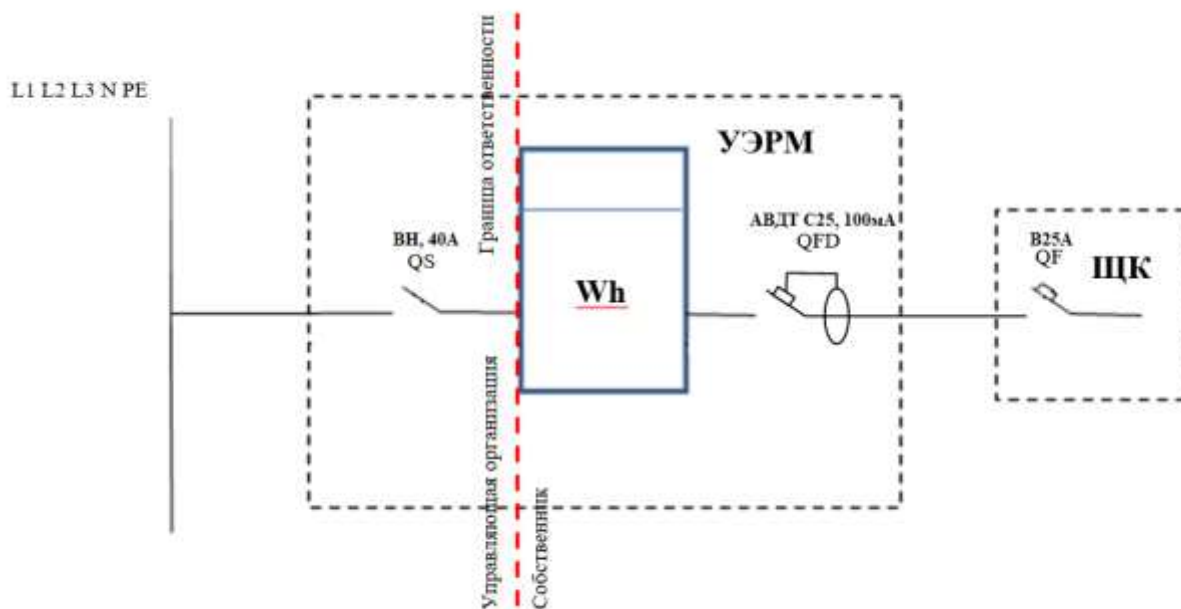 L1 L2 L3 N PE
Граница ответственности
УЭРМ
ВН, 40А
QS
АВДТ С25, 100мА
QFD
В25А
QF
ЩК
Wh
Управляющая организация
Собственник